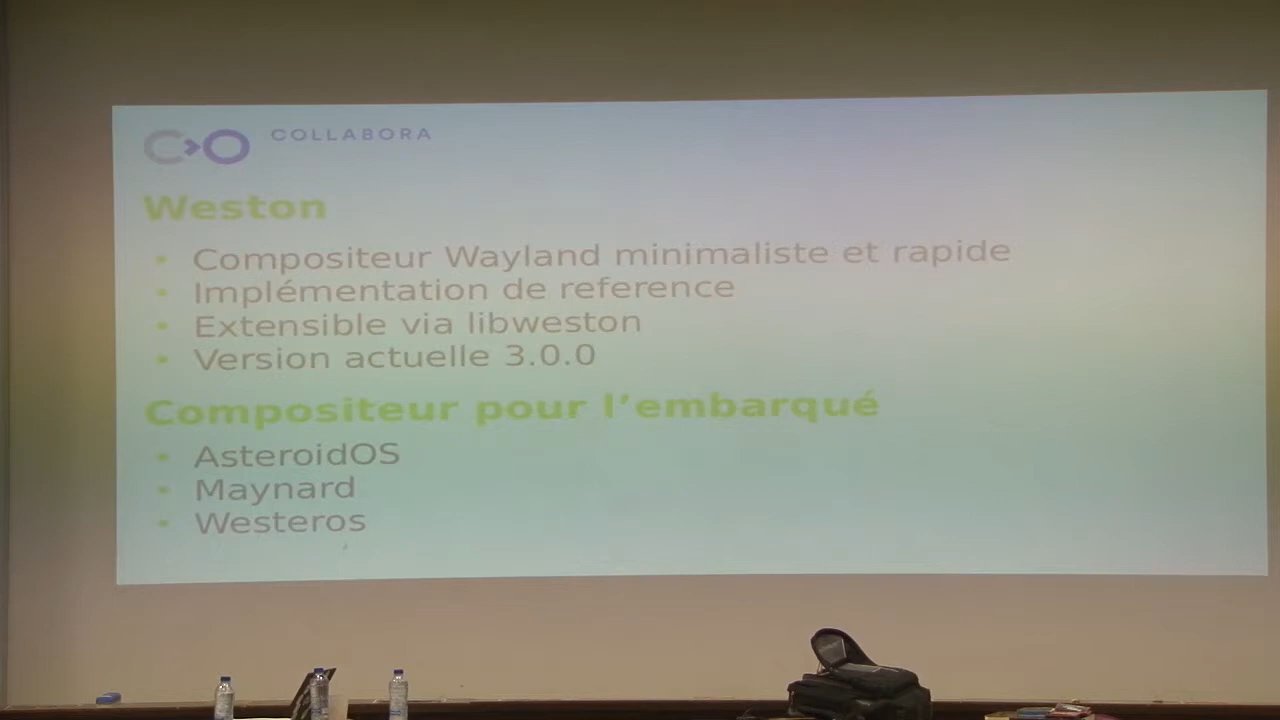 COLLABORA
Weston
• Compositeur Wayland minimaliste et rapide
• Implémentation de reference
• Extensible via libweston
• Version actuelle 3.0.0
Compositeur pour l’embarqué
• AsteroidOS
• Maynard
• Westeros